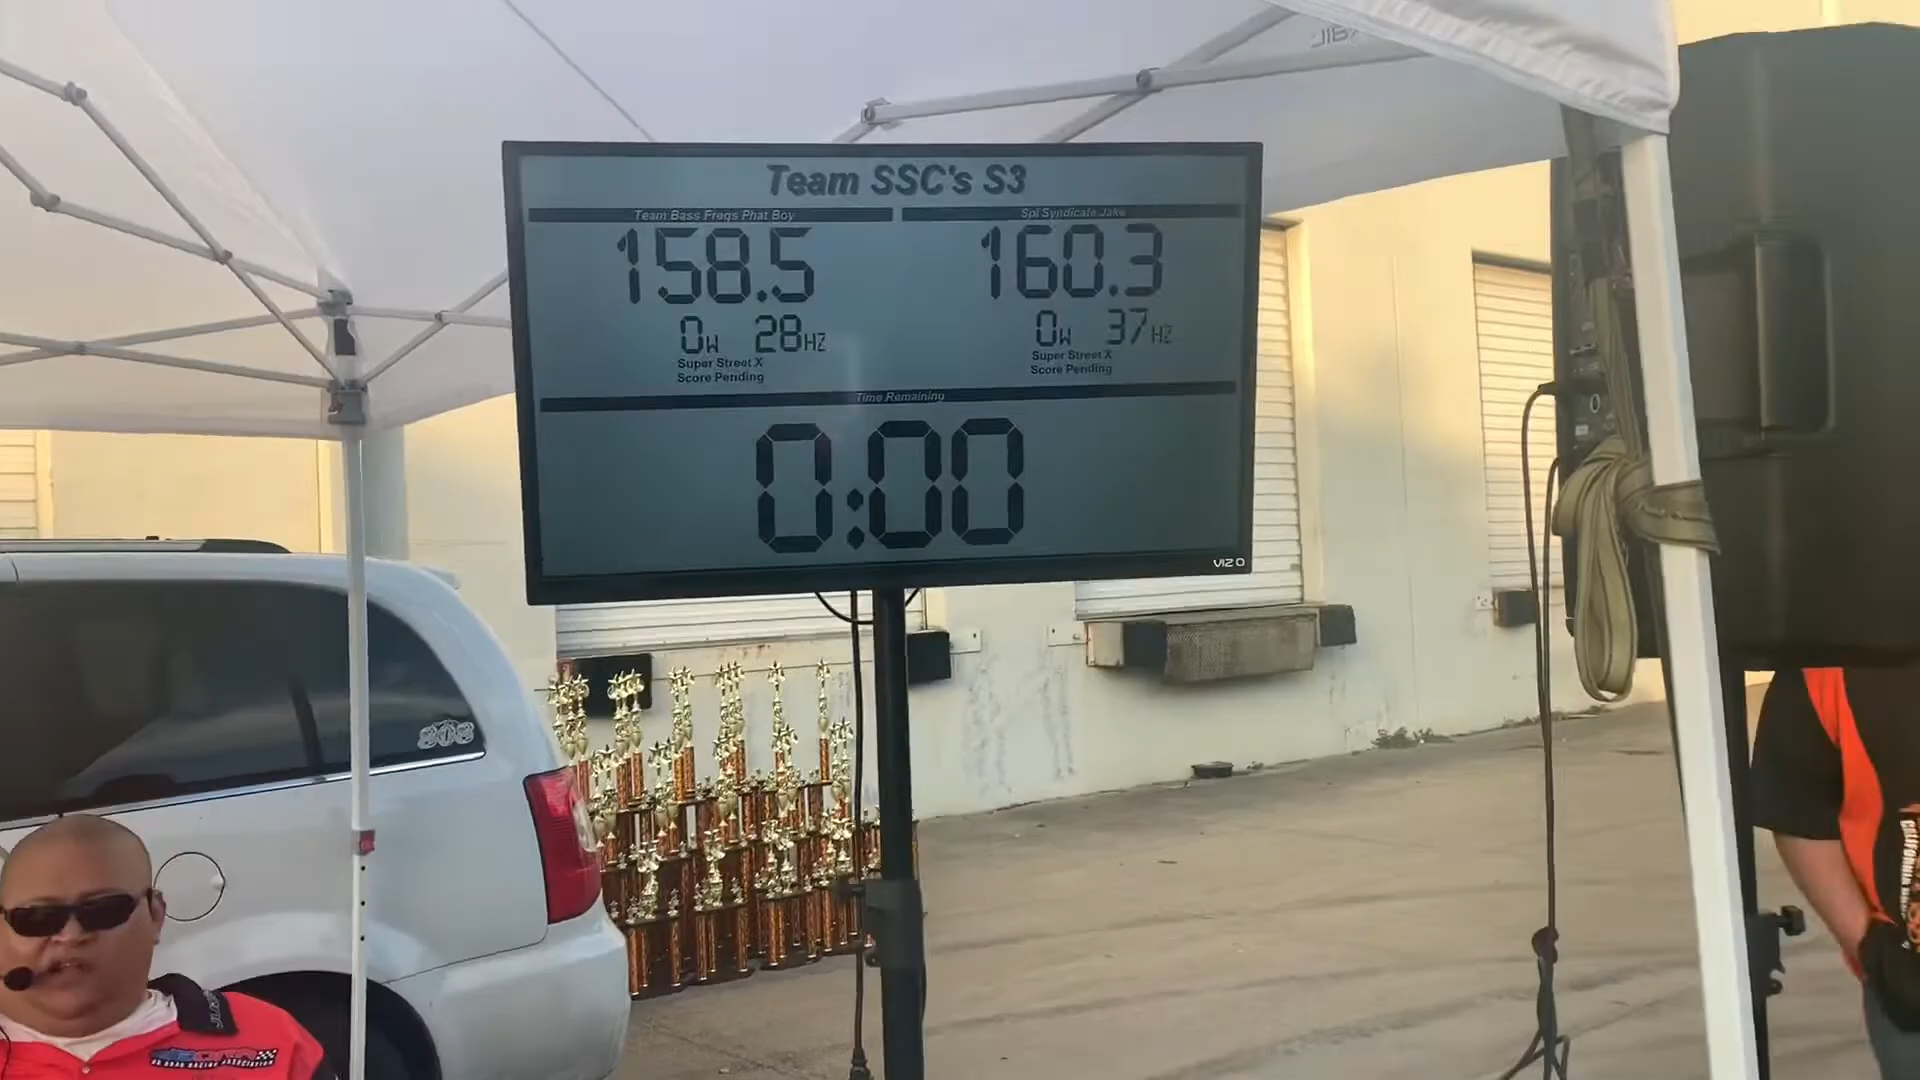 Team SSC's S3
Team Bass Freqs Phat Boy
Spl Syndicate Jake
158.5
160.3
0W 28HZ
0W 37HZ
Super Street X
Score Pending
Super Street X
Score Pending
Time Remaining
0:00
VIZIO
808